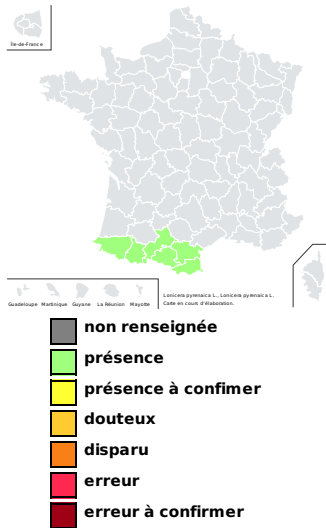 Île-de-France
Guadeloupe Martinique Guyane La Réunion Mayotte
Lonicera pyrenaica L., Lonicera pyrenaica L.
Carte en cours d'élaboration.
non renseignée
présence
présence à confimer
douteux
disparu
erreur
erreur à confirmer